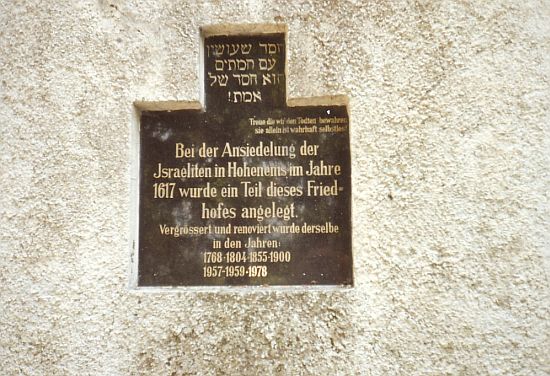 חסד שעושין
עם המתים
הוא חסד של
אמת!
Treue die wir den Todten bewahren
sie allein ist wahrhaft selbstlos!
Bei der Ansiedelung der
Jsraeliten in Hohenems im Jahre
1617 wurde ein Teil dieses Fried=
hofes angelegt.
Vergrössert und renoviert wurde derselbe
in den Jahren:
1768-1804-1855-1900
1957-1959-1978